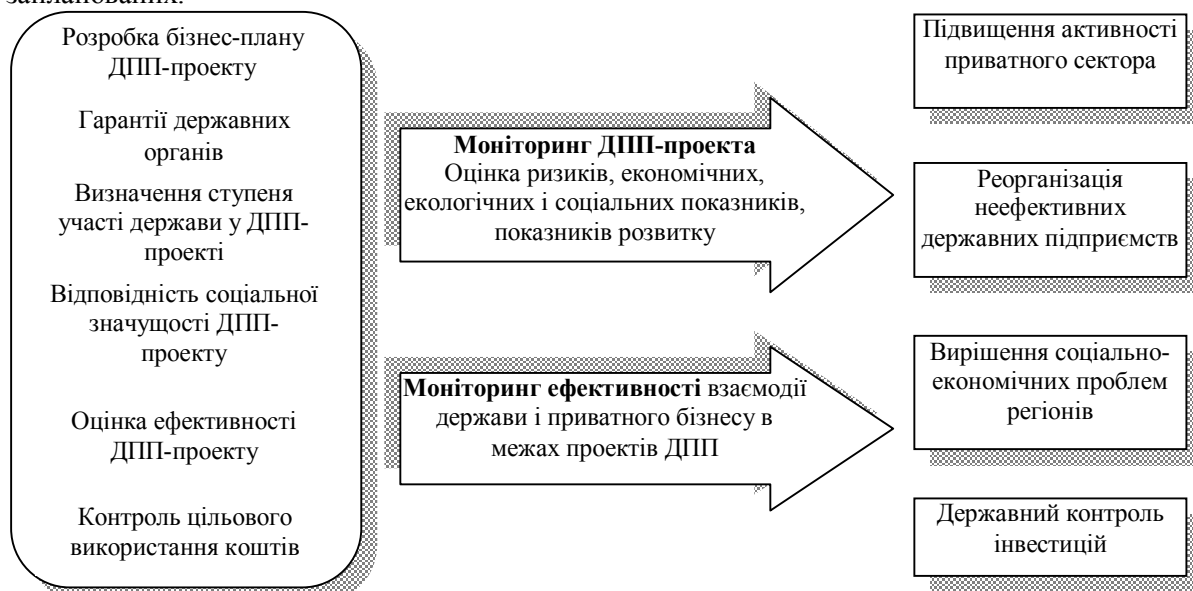 запланованих.
Розробка бізнес-плану
ДПП-проекту
Гарантії державних
органів
Визначення ступеня
участі держави у ДПП-
проекті
Відповідність соціальної
значущості ДПП-
проекту
Оцінка ефективності
ДПП-проекту
Контроль цільового
використання коштів
Моніторинг ДПП-проекта
Оцінка ризиків, економічних,
екологічних і соціальних показників,
показників розвитку
Моніторинг ефективності взаємодії
держави і приватного бізнесу в
межах проектів ДПП
Підвищення активності
приватного сектора
Реорганізація
неефективних
державних підприємств
Вирішення соціально-
економічних проблем
регіонів
Державний контроль
інвестицій